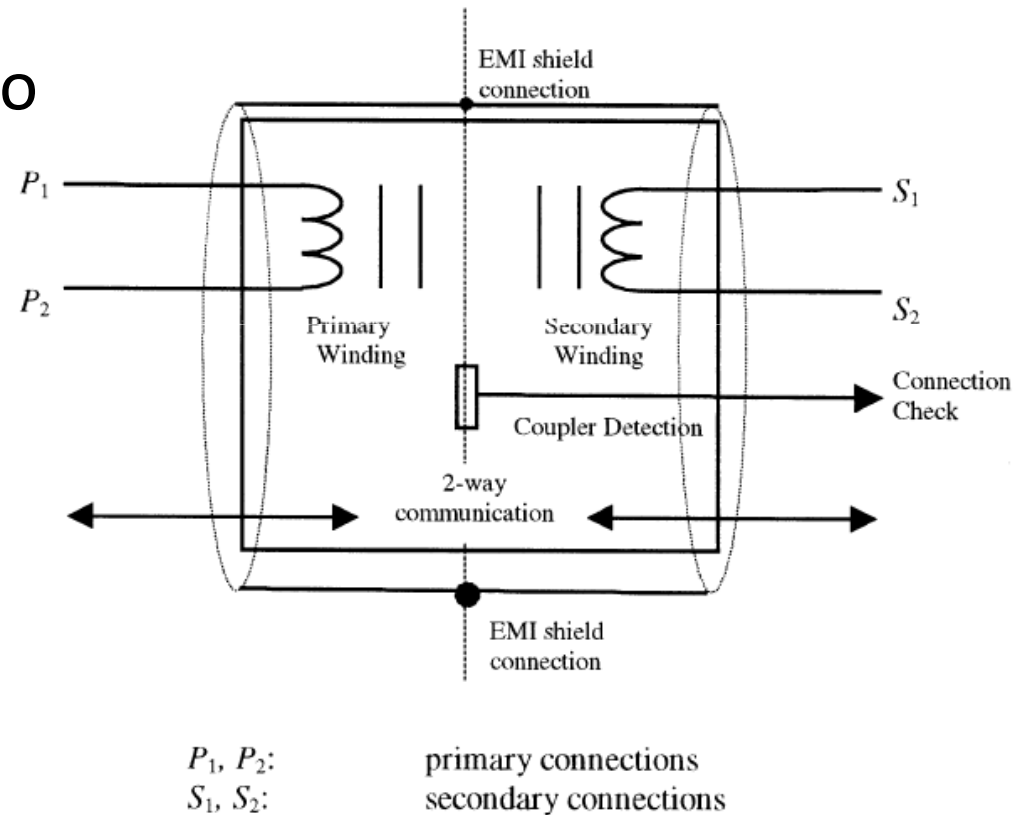 o
EMI shield
connection
P₁
S₁
P₂
S₂
Primary
Winding
Secondary
Winding
Connection
Check
Coupler Detection
2-way
communication
EMI shield
connection
P₁, P₂: primary connections
S₁, S₂: secondary connections